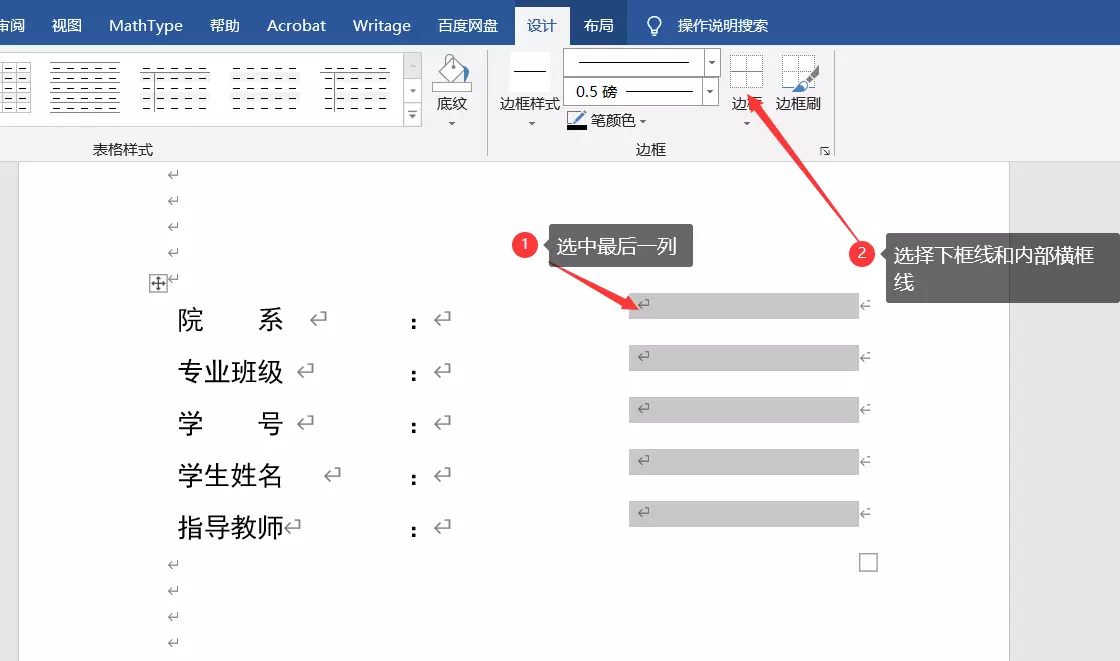 审阅 视图 MathType 帮助 Acrobat Writage 百度网盘 设计 布局 操作说明搜索
底纹 边框样式 0.5 磅 笔颜色 边框 边框刷
表格样式 边框
1 选中最后一列
2 选择下框线和内部横框
线
院 系 :
专业班级 :
学 号 :
学生姓名 :
指导教师 :